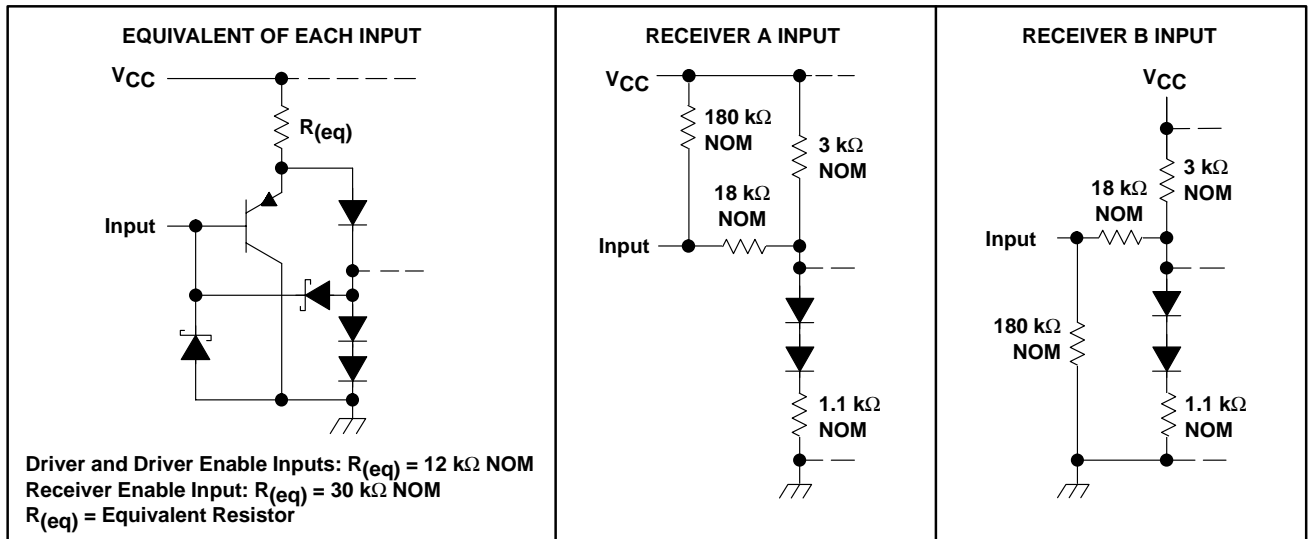 EQUIVALENT OF EACH INPUT
VCC
R(eq)
Input
Driver and Driver Enable Inputs: R(eq) = 12 kΩ NOM
Receiver Enable Input: R(eq) = 30 kΩ NOM
R(eq) = Equivalent Resistor
RECEIVER A INPUT
VCC
180 kΩ
NOM
3 kΩ
NOM
18 kΩ
NOM
Input
1.1 kΩ
NOM
RECEIVER B INPUT
VCC
3 kΩ
NOM
18 kΩ
NOM
Input
180 kΩ
NOM
1.1 kΩ
NOM